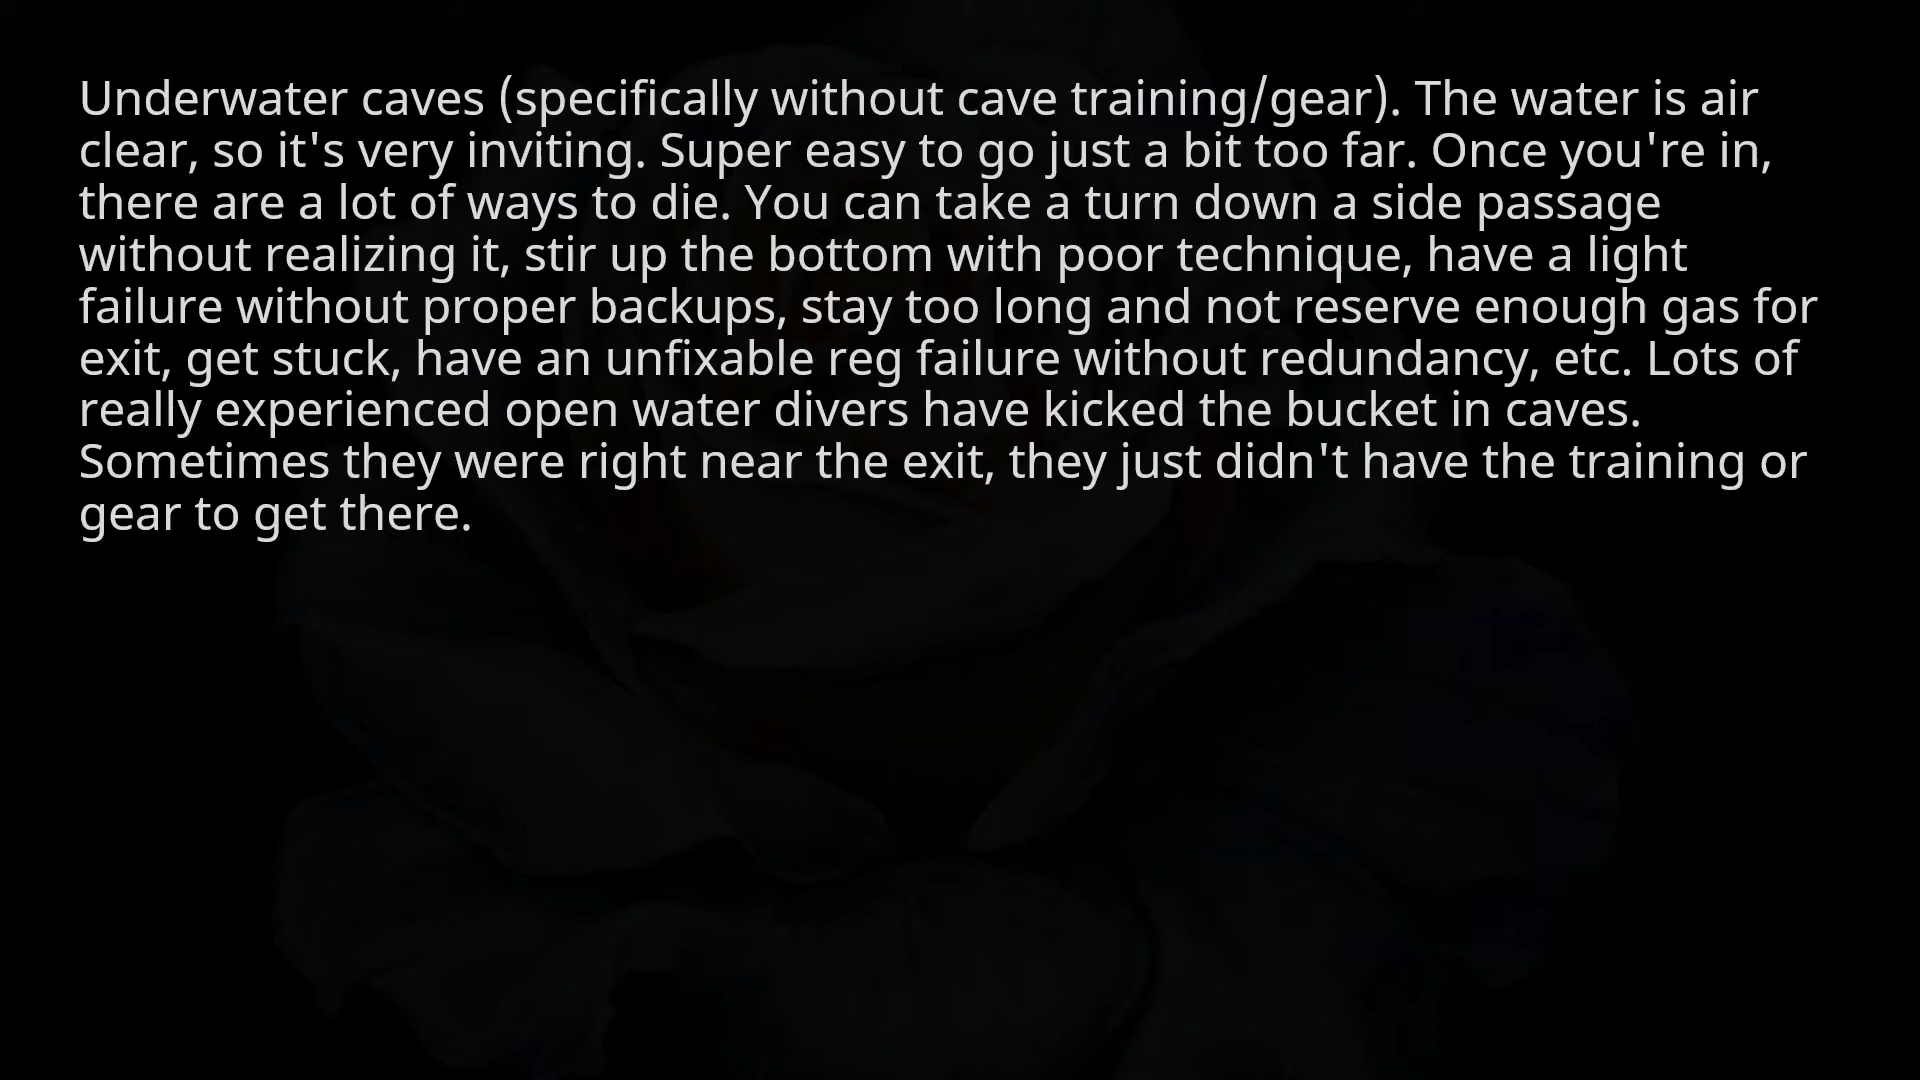 Underwater caves (specifically without cave training/gear). The water is air
clear, so it's very inviting. Super easy to go just a bit too far. Once you're in,
there are a lot of ways to die. You can take a turn down a side passage
without realizing it, stir up the bottom with poor technique, have a light
failure without proper backups, stay too long and not reserve enough gas for
exit, get stuck, have an unfixable reg failure without redundancy, etc. Lots of
really experienced open water divers have kicked the bucket in caves.
Sometimes they were right near the exit, they just didn't have the training or
gear to get there.